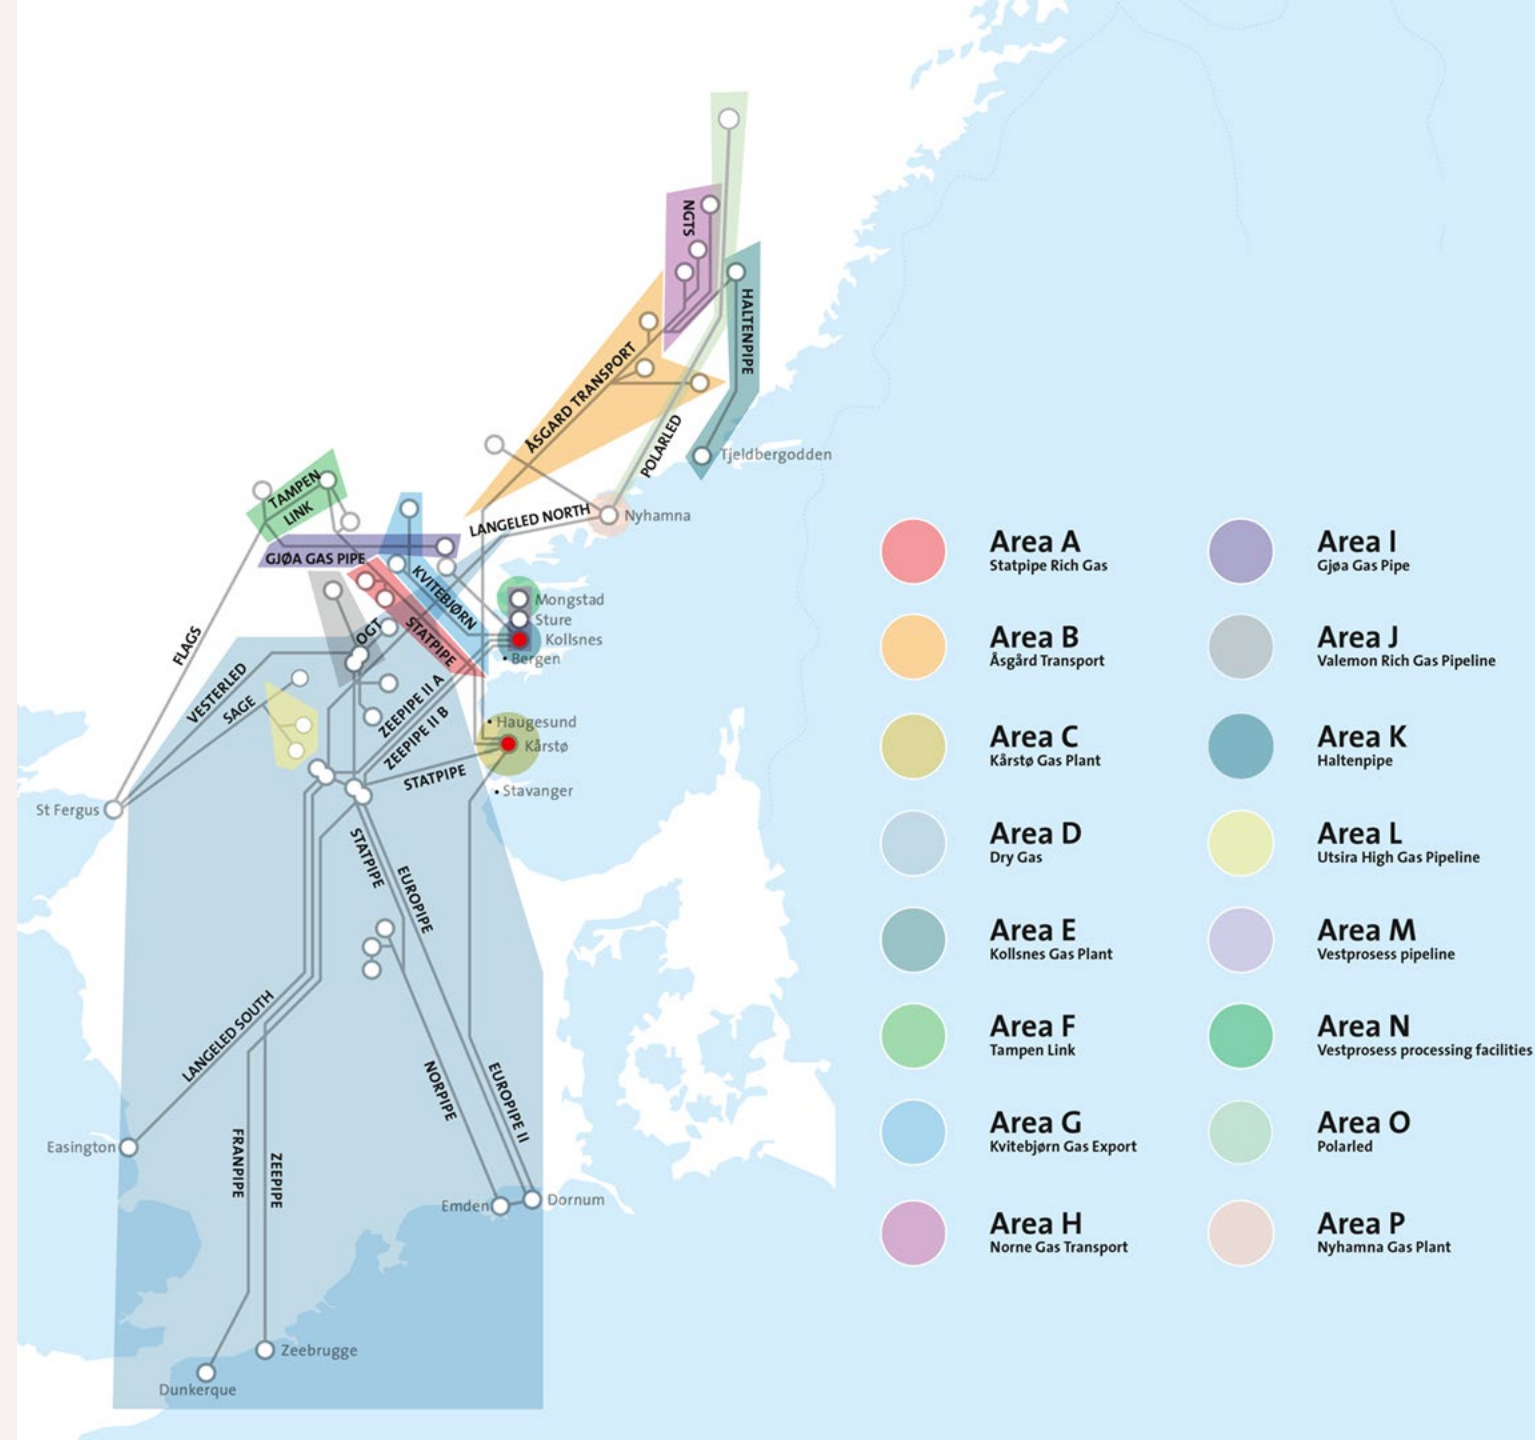 NGTS
HALTENPIPE
ÅSGARD TRANSPORT
POLARLED
Tjeldbergodden
TAMPEN
LINK
LANGELED NORTH
Nyhamna
GJØA GAS PIPE
KVITEBJØRN
Mongstad
Sture
Kollsnes
Bergen
FLAGS
OGT
STATPIPE
VESTERLED
SAGE
ZEEPIPE II A
ZEEPIPE II B
Haugesund
Kårstø
STATPIPE
Stavanger
St Fergus
STATPIPE
EUROPIPE
LANGELED SOUTH
NORPIPE
EUROPIPE II
Easington
FRANPIPE
ZEEPIPE
Emden
Dornum
Zeebrugge
Dunkerque
Area A
Statpipe Rich Gas
Area B
Åsgård Transport
Area C
Kårstø Gas Plant
Area D
Dry Gas
Area E
Kollsnes Gas Plant
Area F
Tampen Link
Area G
Kvitebjørn Gas Export
Area H
Norne Gas Transport
Area I
Gjøa Gas Pipe
Area J
Valemon Rich Gas Pipeline
Area K
Haltenpipe
Area L
Utsira High Gas Pipeline
Area M
Vestprosess pipeline
Area N
Vestprosess processing facilities
Area O
Polarled
Area P
Nyhamna Gas Plant